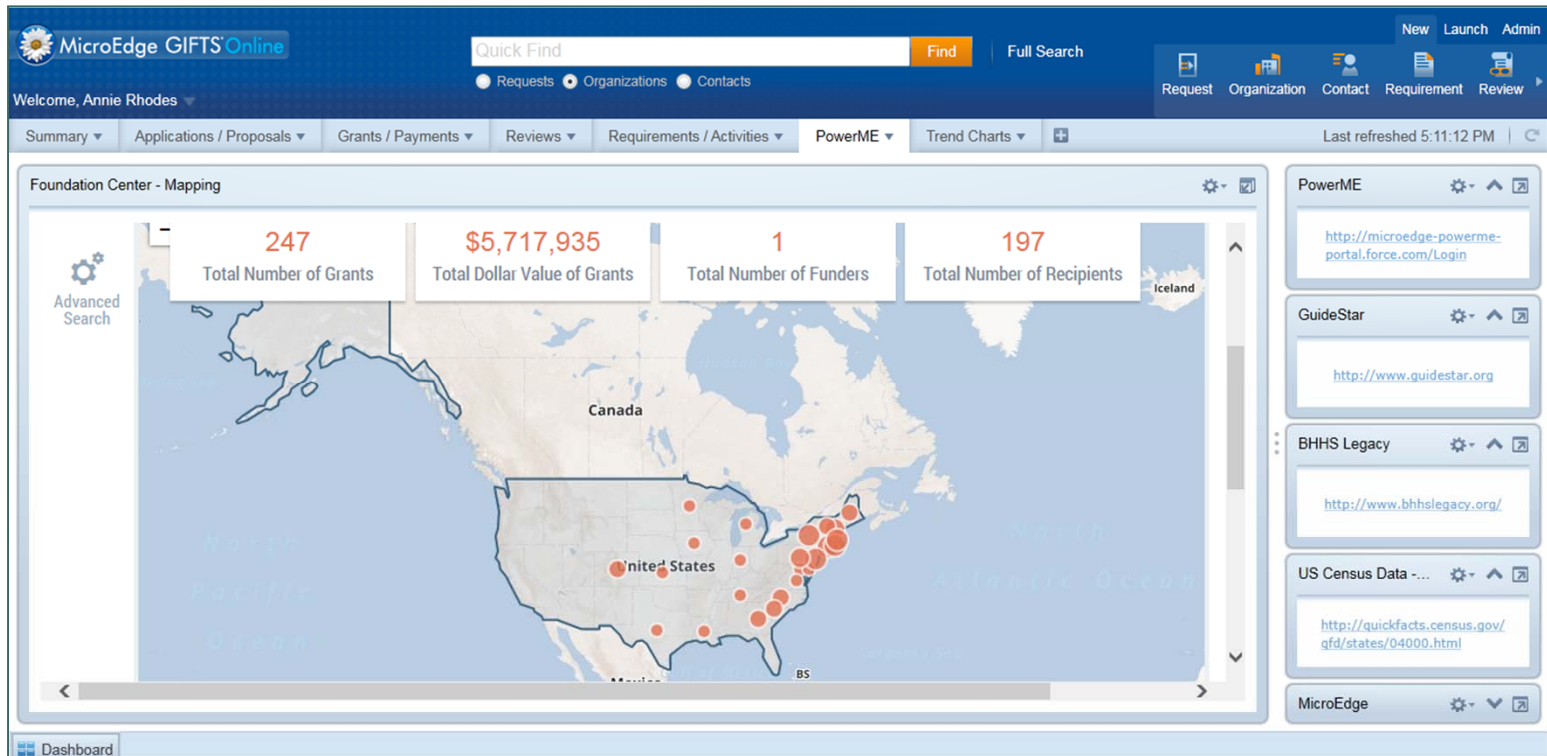 MicroEdge GIFTS Online
Quick Find
Find
Full Search
Requests Organizations Contacts
New Launch Admin
Request Organization Contact Requirement Review
Welcome, Annie Rhodes
Summary Applications / Proposals Grants / Payments Reviews Requirements / Activities PowerME Trend Charts
Last refreshed 5:11:12 PM
Foundation Center - Mapping
Advanced
Search
247
Total Number of Grants
$5,717,935
Total Dollar Value of Grants
1
Total Number of Funders
197
Total Number of Recipients
Iceland
Canada
United States
North
Pacific
Ocean
North
Atlantic Ocean
BS
PowerME
http://microedge-powerme-
portal.force.com/Login
GuideStar
http://www.guidestar.org
BHHS Legacy
http://www.bhhslegacy.org/
US Census Data -...
http://quickfacts.census.gov/
qfd/states/04000.html
MicroEdge
Dashboard